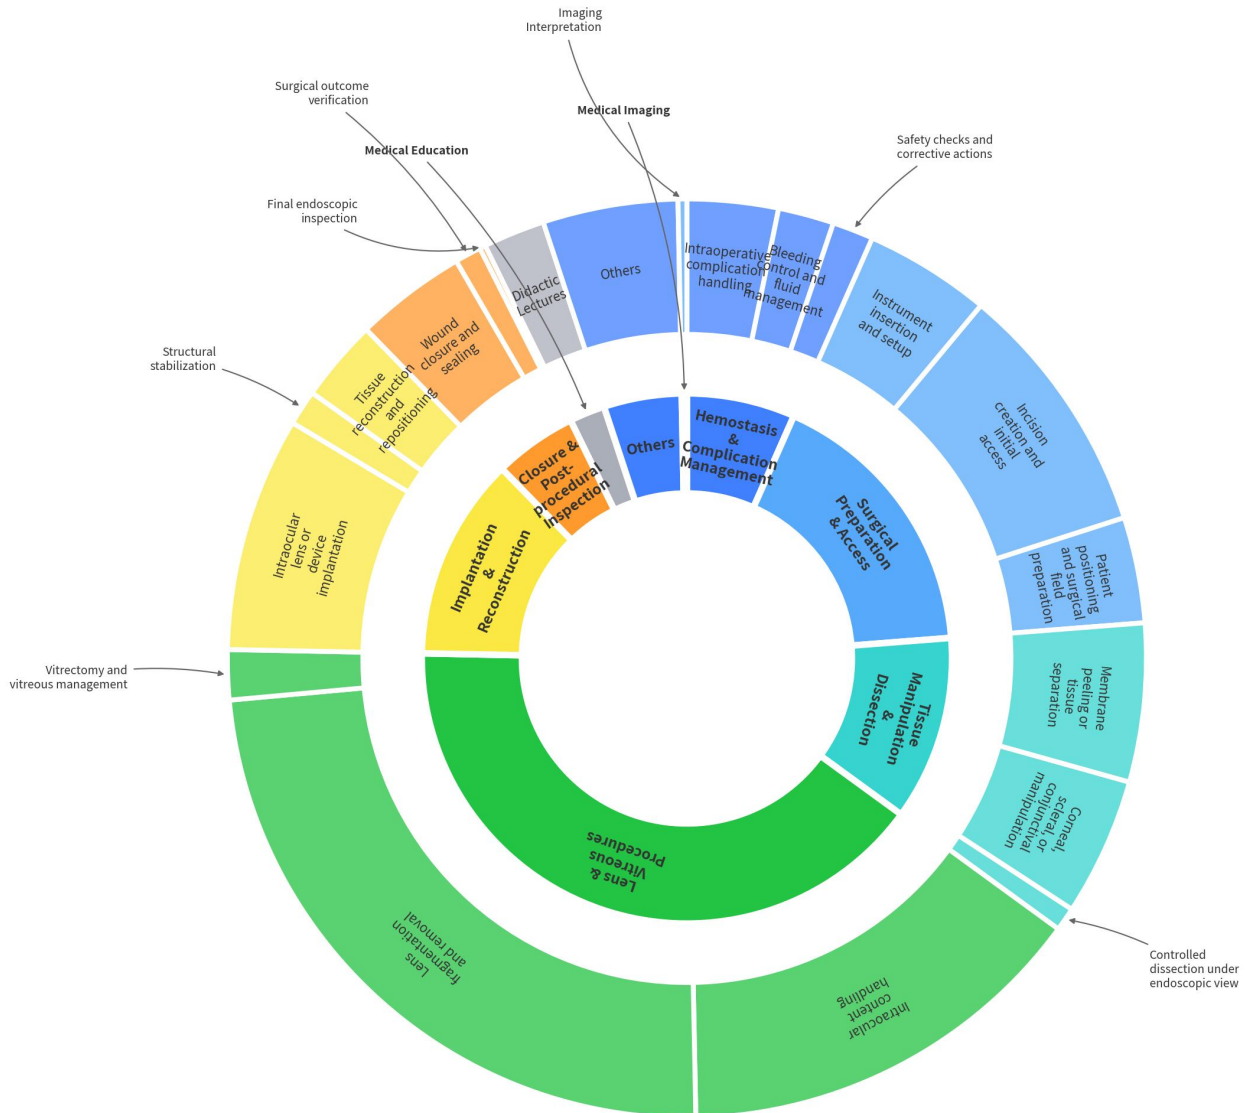 Imaging
Interpretation
Surgical outcome
verification
Medical Imaging
Medical Education
Safety checks and
corrective actions
Final endoscopic
inspection
Didactic
Lectures
Others
Intraoperative
complication
handling
Bleeding
control and
fluid
management
Instrument
insertion
and setup
Incision
creation and
initial
access
Patient
positioning
and surgical
field
preparation
Membrane
peeling or
tissue
separation
Corneal,
scleral, or
conjunctival
manipulation
Controlled
dissection under
endoscopic view
Intraocular
content
handling
Lens
fragmentation
and removal
Vitrectomy and
vitreous management
Intraocular
lens or
device
implantation
Structural
stabilization
Tissue
reconstruction
and
repositioning
Wound
closure and
sealing
Closure &
Post-
procedural
Inspection
Others
Hemostasis
&
Complication
Management
Surgical
Preparation
& Access
Tissue
Manipulation
&
Dissection
Lens &
Vitreous
Procedures
Implantation
&
Reconstruction